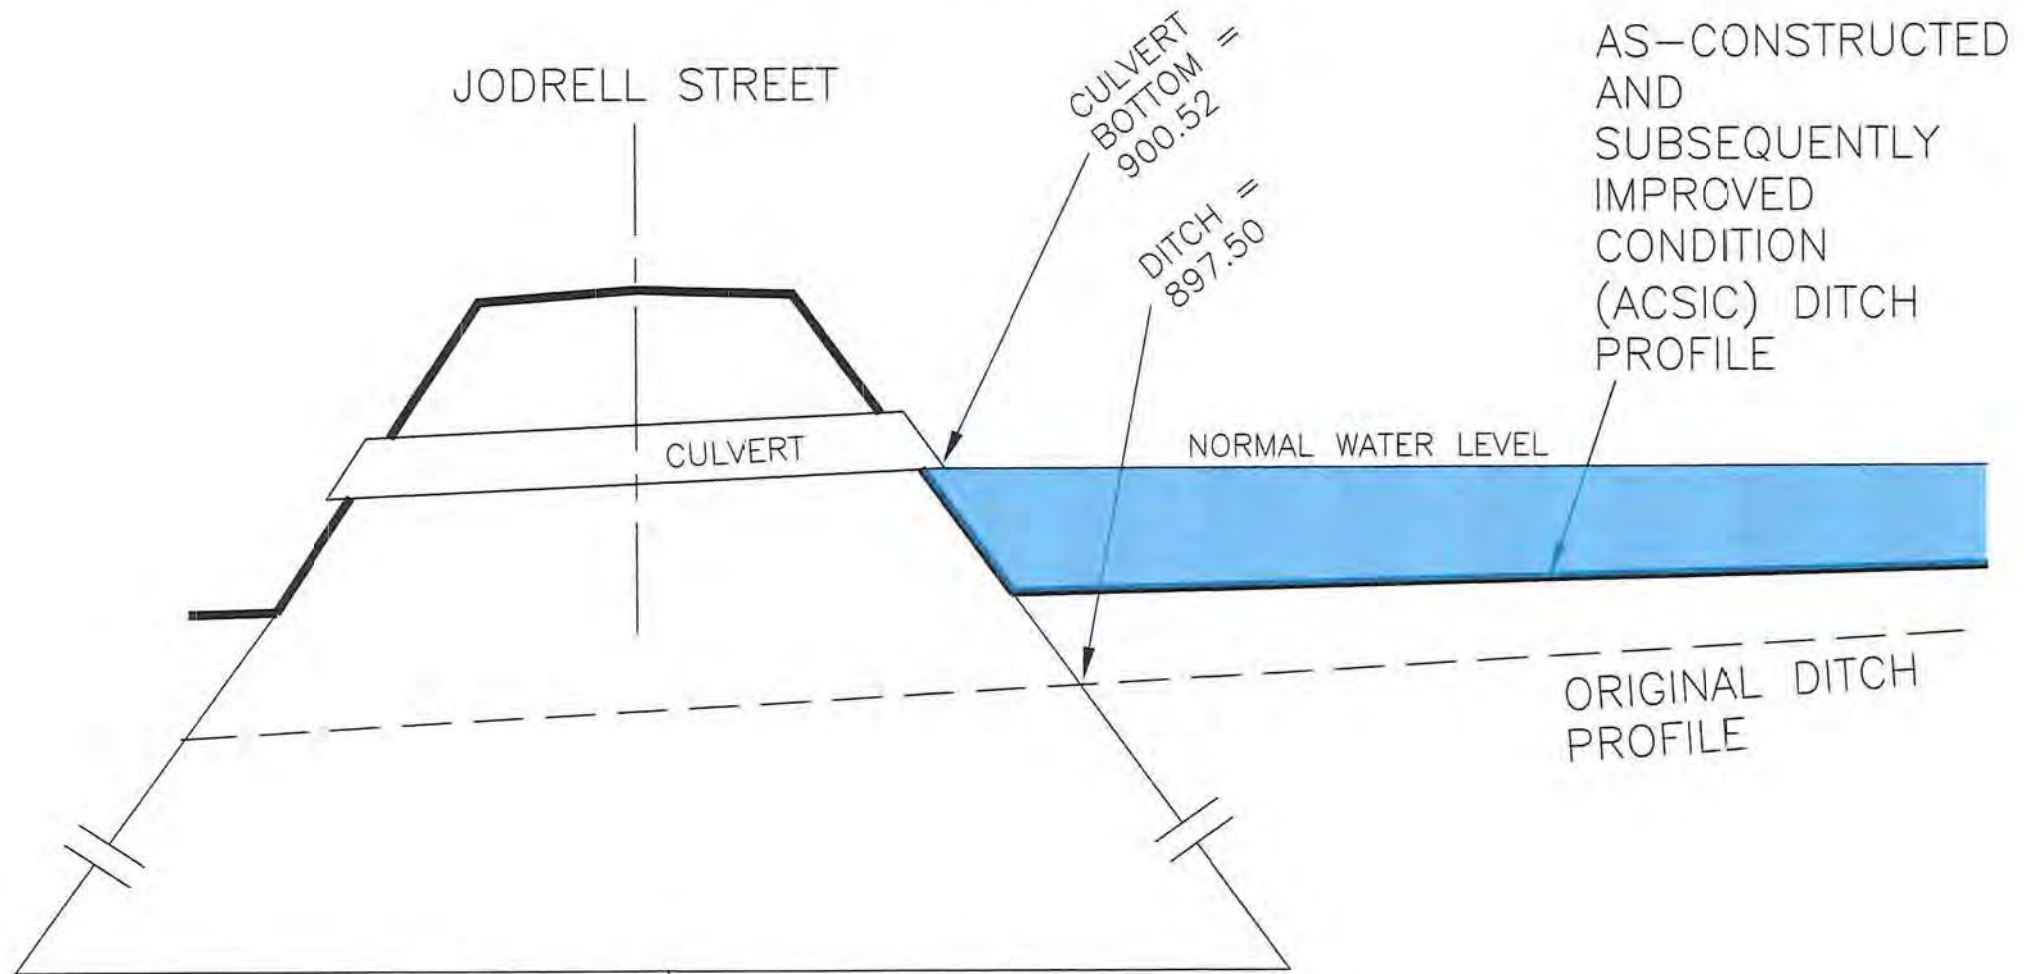 JODRELL STREET
CULVERT
BOTTOM =
900.52
DITCH =
897.50
AS-CONSTRUCTED
AND
SUBSEQUENTLY
IMPROVED
CONDITION
(ACSIC) DITCH
PROFILE
CULVERT
NORMAL WATER LEVEL
ORIGINAL DITCH
PROFILE